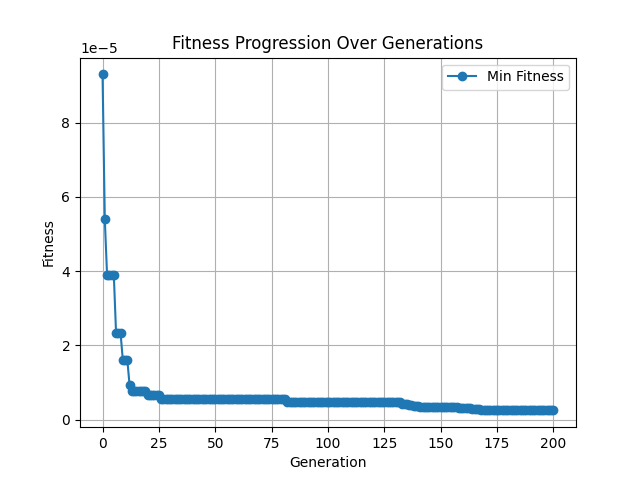 Fitness Progression Over Generations
1e−5
Min Fitness
8
6
4
2
0
Fitness
0 25 50 75 100 125 150 175 200
Generation